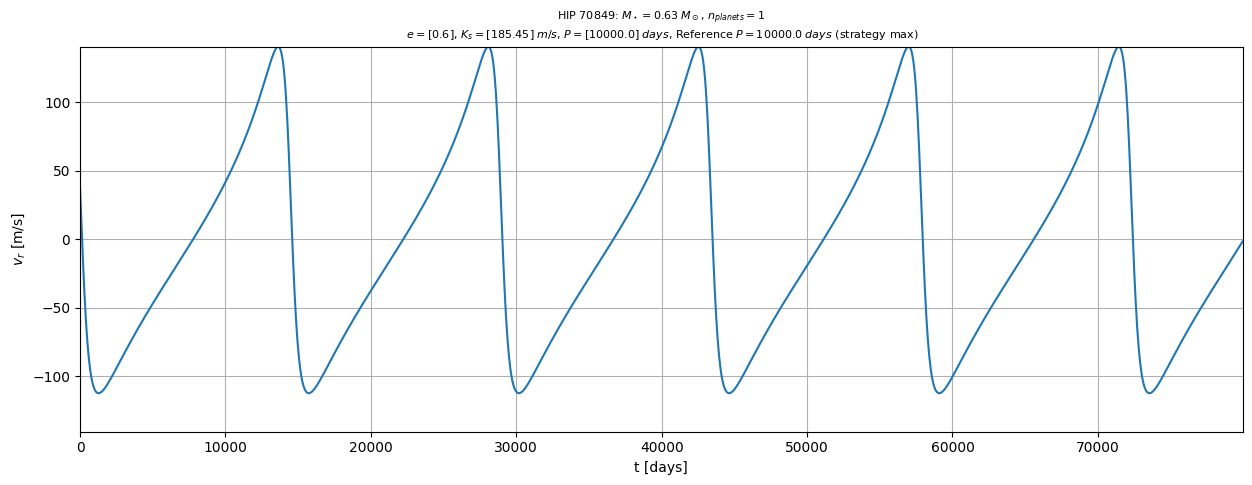 HIP 70849: $M_\star = 0.63\ M_\odot$, $n_{planets} = 1$
$e = [0.6]$, $K_s = [185.45]\ m/s$, $P = [10000.0]\ days$, Reference $P = 10000.0\ days$ (strategy max)
100
50
0
−50
−100
$v_r$ [m/s]
0 10000 20000 30000 40000 50000 60000 70000
t [days]